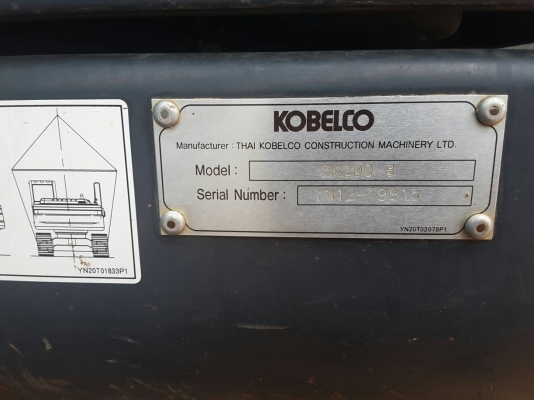 KOBELCO
Manufacturer : THAI KOBELCO CONSTRUCTION MACHINERY LTD.
Model :
Serial Number :
YN20T02078P1
YN20T01833P1